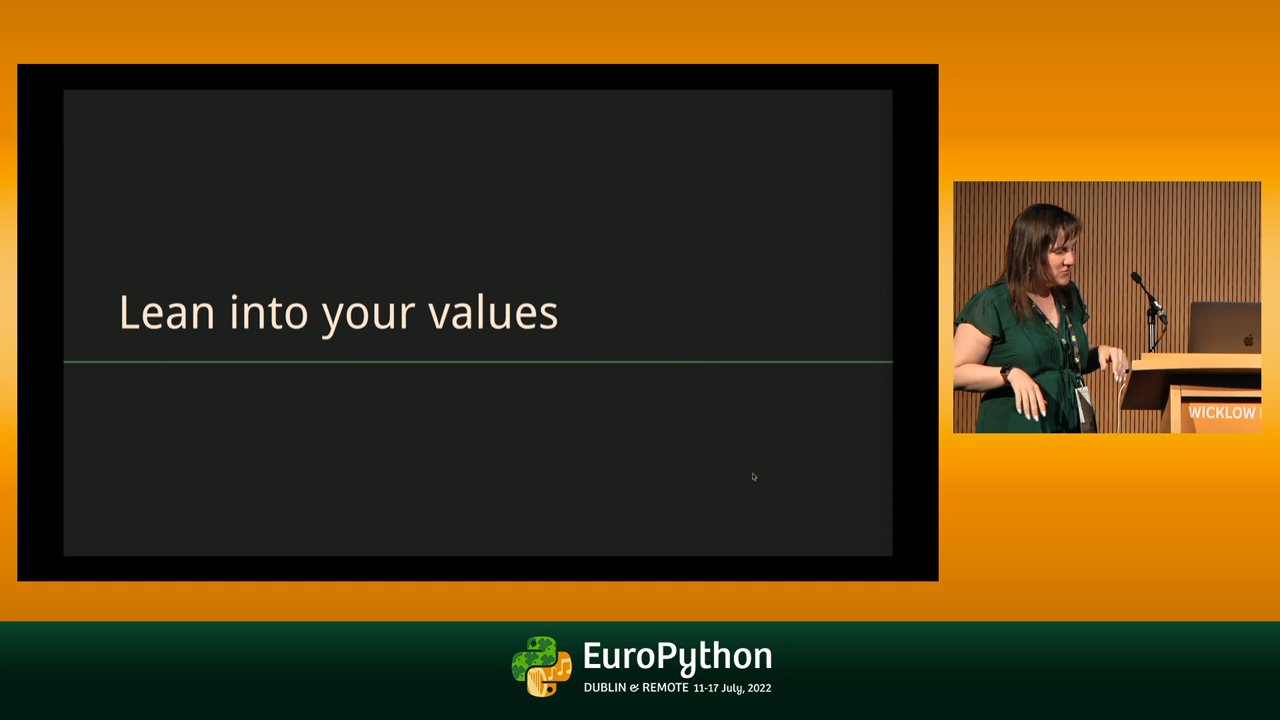 Lean into your values
WICKLOW
EuroPython
DUBLIN & REMOTE 11-17 July, 2022